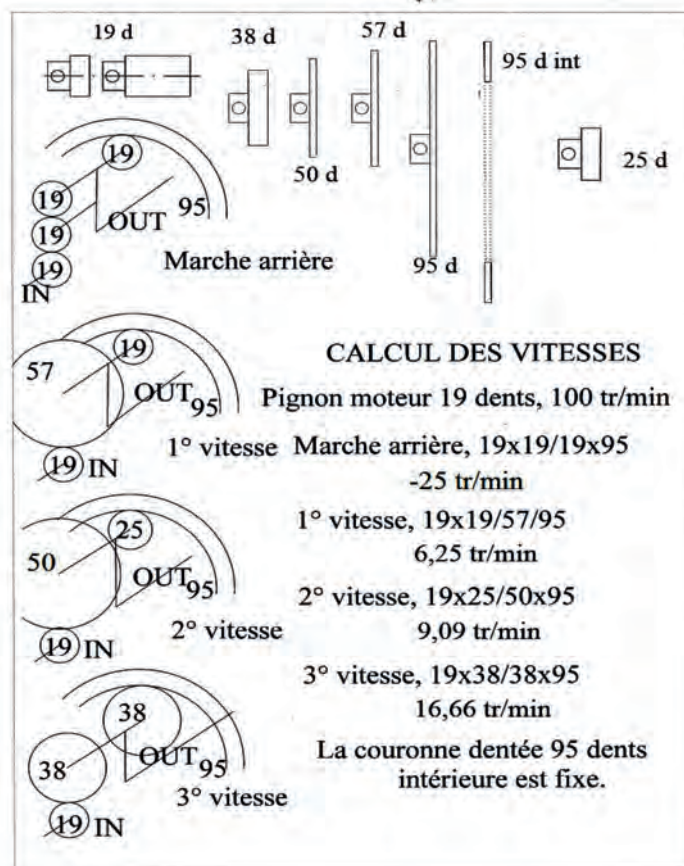 19 d
38 d
57 d
95 d int
50 d
25 d
95 d
19
19
19
19
IN
OUT
95
Marche arrière
57
19
OUT
95
19 IN
1° vitesse
50
25
OUT
95
19 IN
2° vitesse
38
38
OUT
95
19 IN
3° vitesse
CALCUL DES VITESSES
Pignon moteur 19 dents, 100 tr/min
Marche arrière, 19x19/19x95
-25 tr/min
1° vitesse, 19x19/57/95
6,25 tr/min
2° vitesse, 19x25/50x95
9,09 tr/min
3° vitesse, 19x38/38x95
16,66 tr/min
La couronne dentée 95 dents
intérieure est fixe.